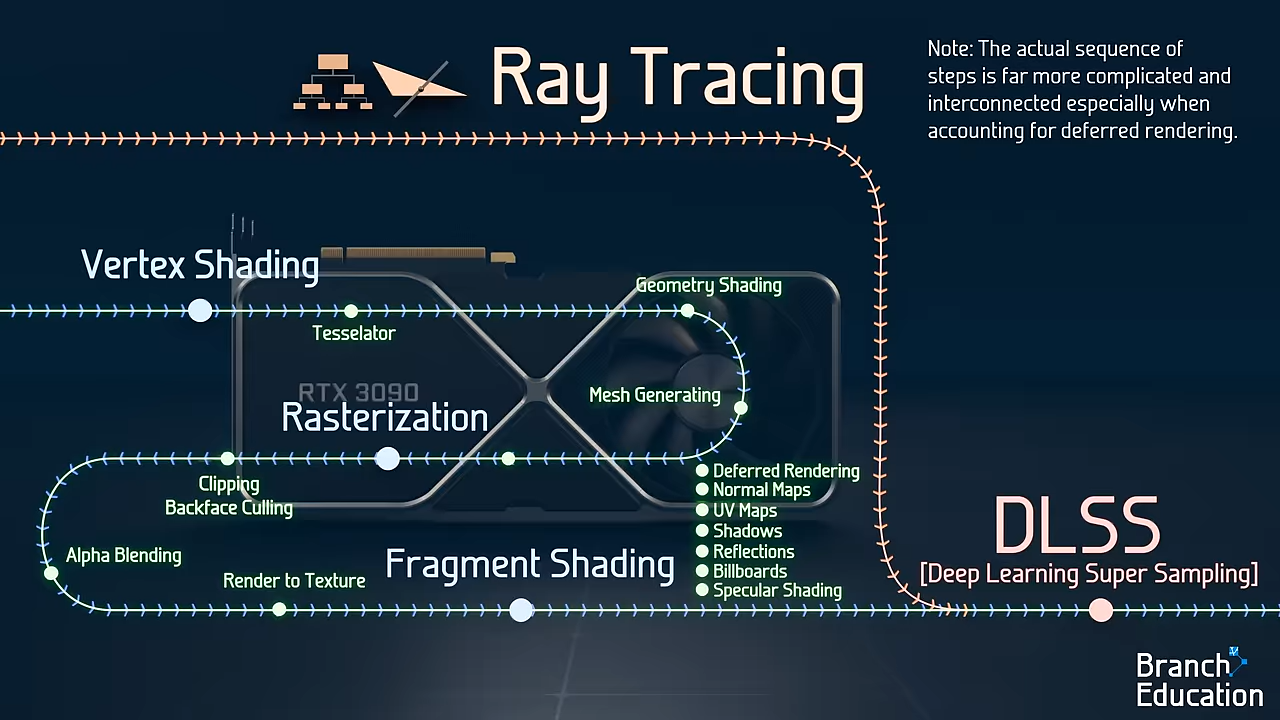 Ray Tracing
Note: The actual sequence of
steps is far more complicated and
interconnected especially when
accounting for deferred rendering.
Vertex Shading
Geometry Shading
Tesselator
RTX 3090
Mesh Generating
Rasterization
Clipping
Backface Culling
Deferred Rendering
Normal Maps
UV Maps
Shadows
Reflections
Billboards
Specular Shading
Alpha Blending
Render to Texture
Fragment Shading
DLSS
[Deep Learning Super Sampling]
Branch
Education